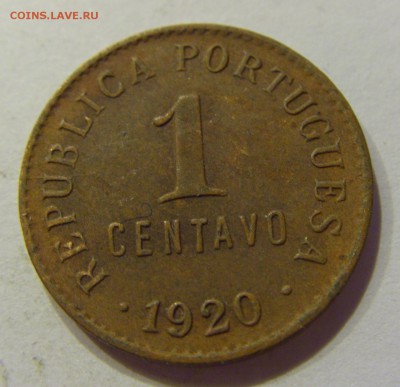 COINS.LAVE.RU
REPUBLICA PORTUGUESA
1
CENTAVO
· 1920 ·